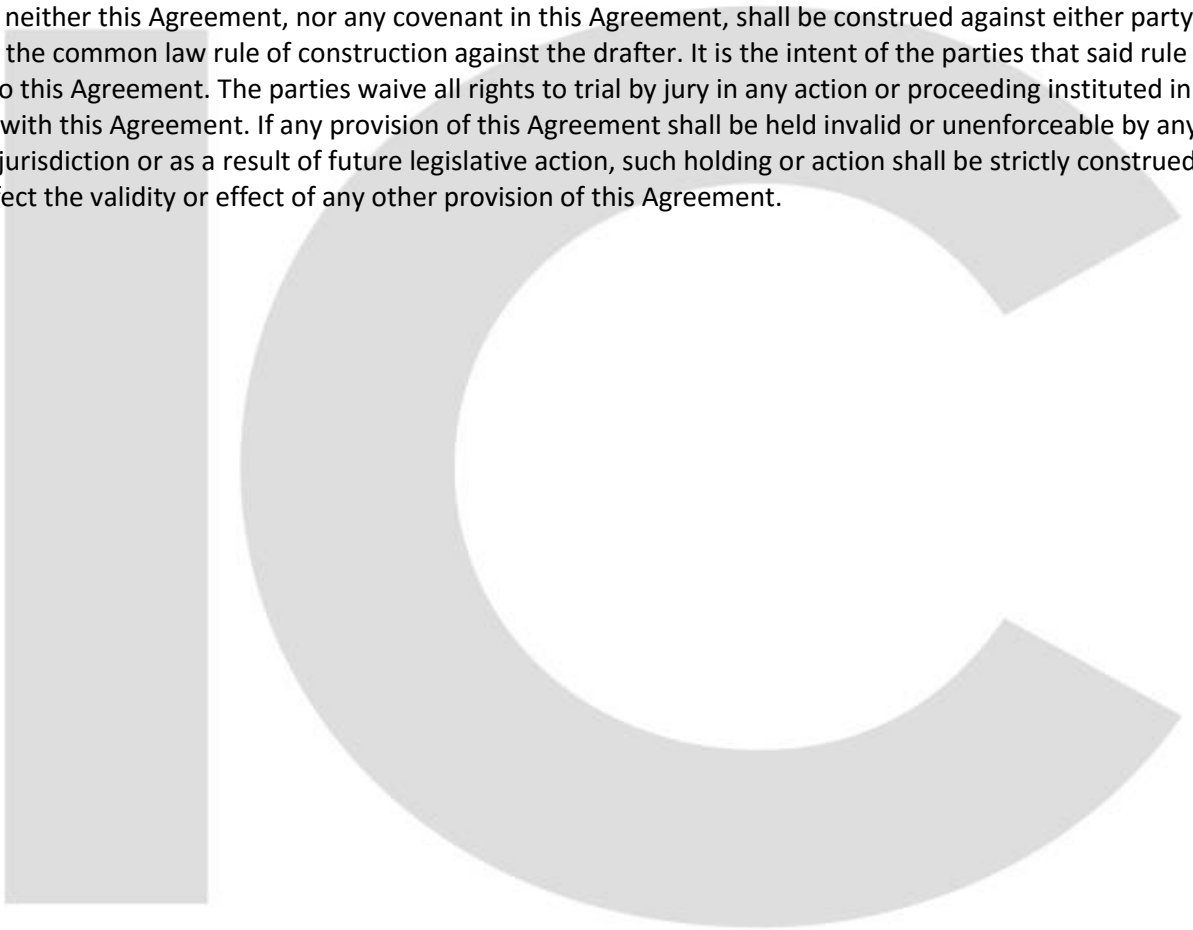 neither this Agreement, nor any covenant in this Agreement, shall be construed against either party
the common law rule of construction against the drafter. It is the intent of the parties that said rule
o this Agreement. The parties waive all rights to trial by jury in any action or proceeding instituted in
with this Agreement. If any provision of this Agreement shall be held invalid or unenforceable by any
jurisdiction or as a result of future legislative action, such holding or action shall be strictly construed
fect the validity or effect of any other provision of this Agreement.
IC